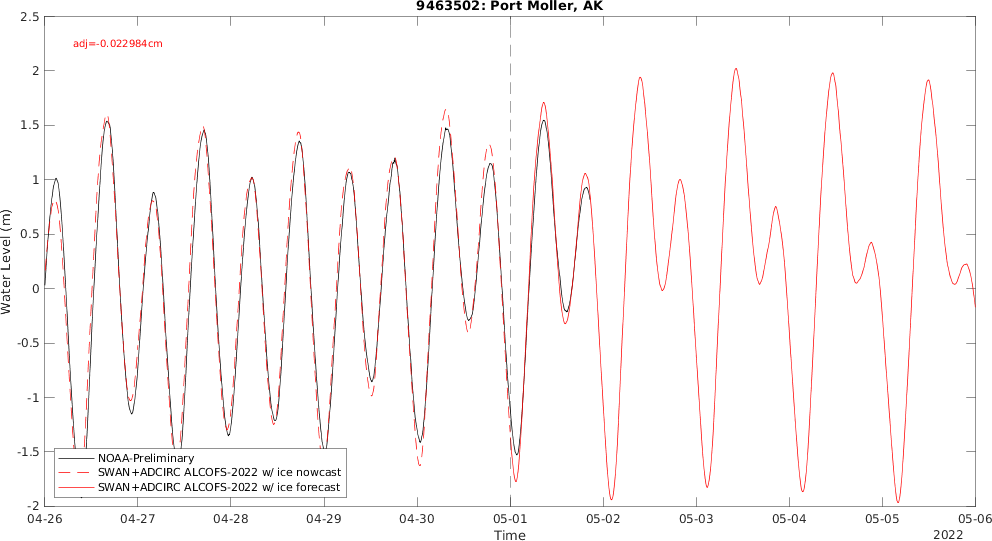 9463502: Port Moller, AK
adj=-0.022984cm
2.5
2
1.5
1
0.5
0
-0.5
-1
-1.5
-2
Water Level (m)
NOAA-Preliminary
SWAN+ADCIRC ALCOFS-2022 w/ ice nowcast
SWAN+ADCIRC ALCOFS-2022 w/ ice forecast
04-26 04-27 04-28 04-29 04-30 05-01 05-02 05-03 05-04 05-05 05-06
Time
2022